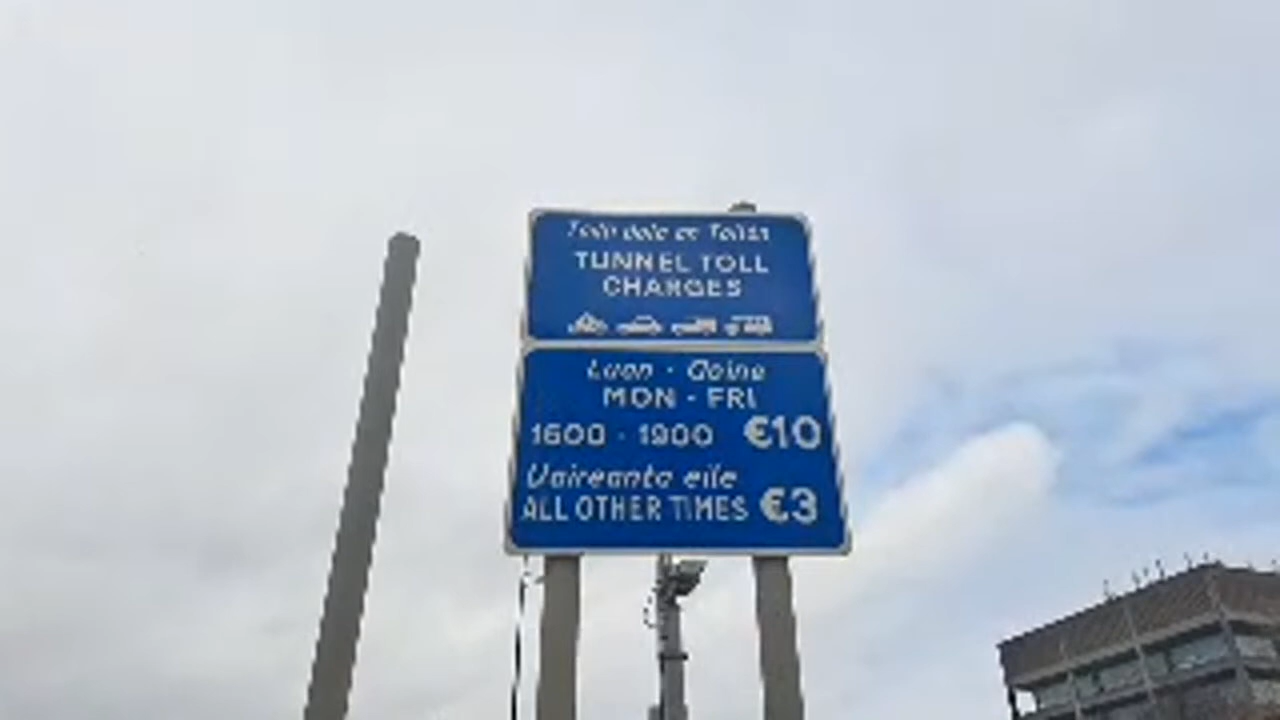 TUNNEL TOLL
CHARGES
Luan - Aoine
MON - FRI
1600 - 1900 €10
Uaireanta eile
ALL OTHER TIMES €3